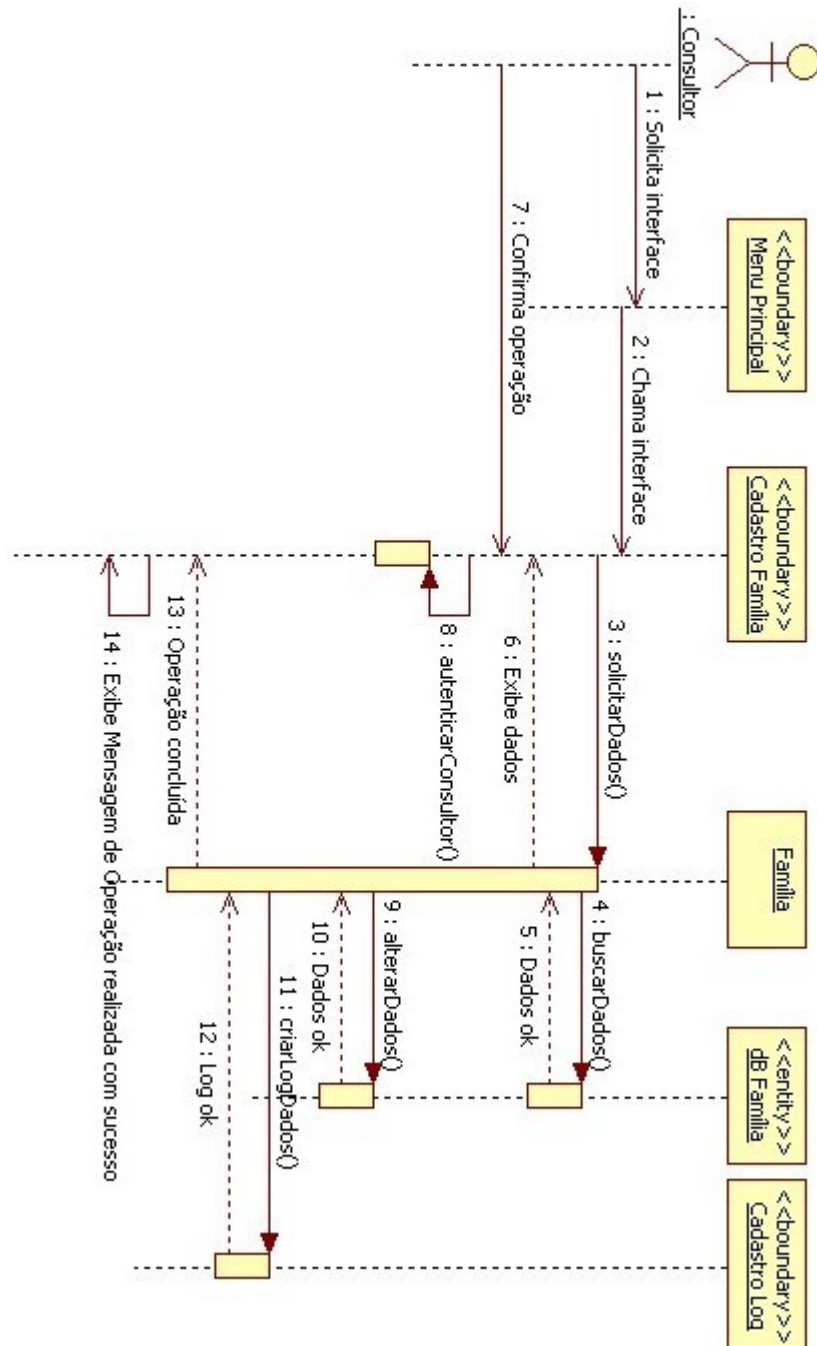 : Consultor
<<boundary>>
Menu Principal
<<boundary>>
Cadastro Família
Família
<<entity>>
dB Família
<<boundary>>
Cadastro Log
1 : Solicita interface
2 : Chama interface
3 : solicitarDados()
4 : buscarDados()
5 : Dados ok
6 : Exibe dados
7 : Confirma operação
8 : autenticarConsultor()
9 : alterarDados()
10 : Dados ok
11 : criarLogDados()
12 : Log ok
13 : Operação concluída
14 : Exibe Mensagem de Operação realizada com sucesso